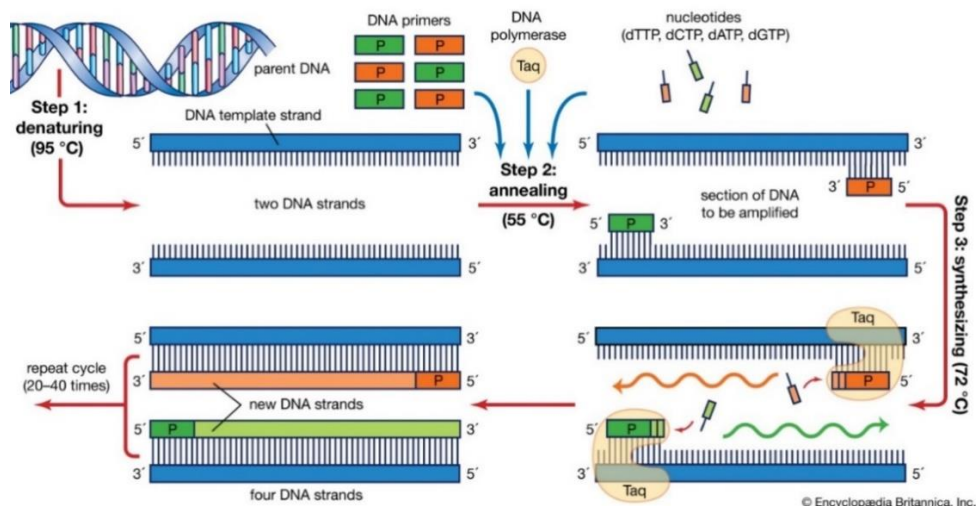 DNA primers
P P
P P
P P
DNA
polymerase
Taq
nucleotides
(dTTP, dCTP, dATP, dGTP)
parent DNA
Step 1:
denaturing
(95 °C)
DNA template strand
5´ 3´
two DNA strands
3´ 5´
Step 2:
annealing
(55 °C)
5´ 3´
3´ P 5´
section of DNA
to be amplified
5´ P 3´
3´ 5´
Step 3: synthesizing (72 °C)
Taq
5´ 3´
P 5´
5´ P
3´ 5´
Taq
5´ 3´
3´ P 5´
new DNA strands
5´ P 3´
3´ 5´
four DNA strands
repeat cycle
(20–40 times)
© Encyclopædia Britannica, Inc.